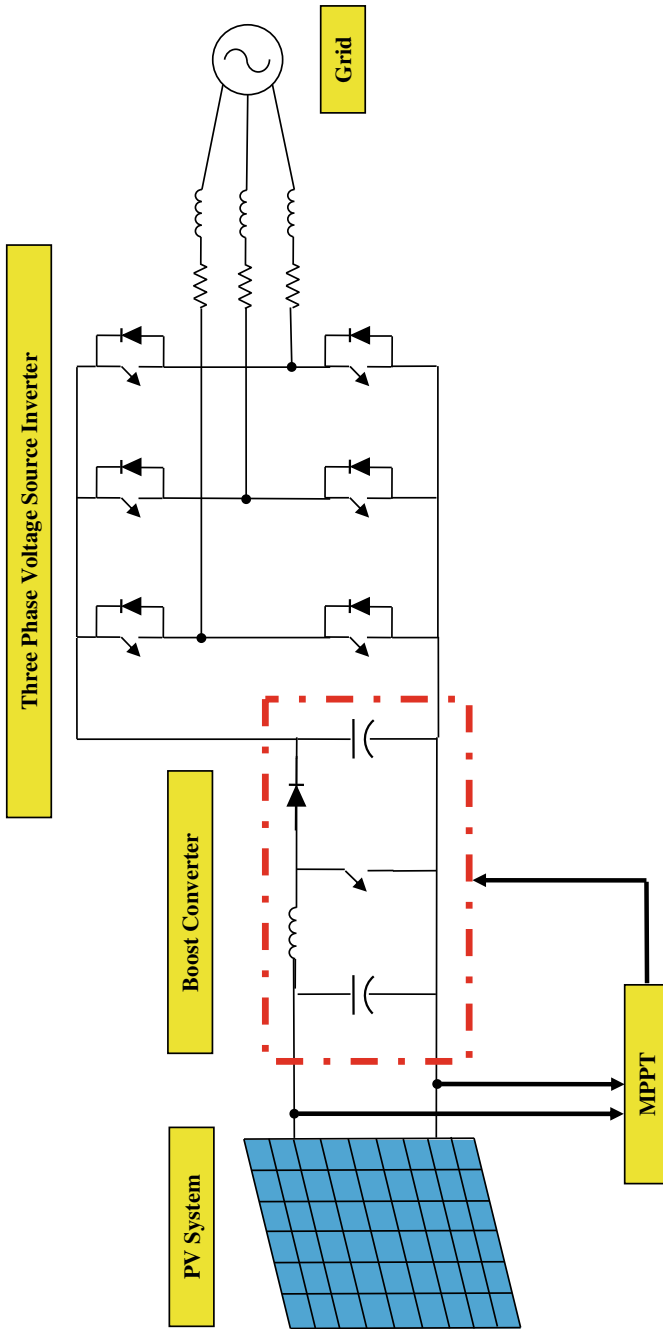 Three Phase Voltage Source Inverter
Grid
Boost Converter
PV System
MPPT